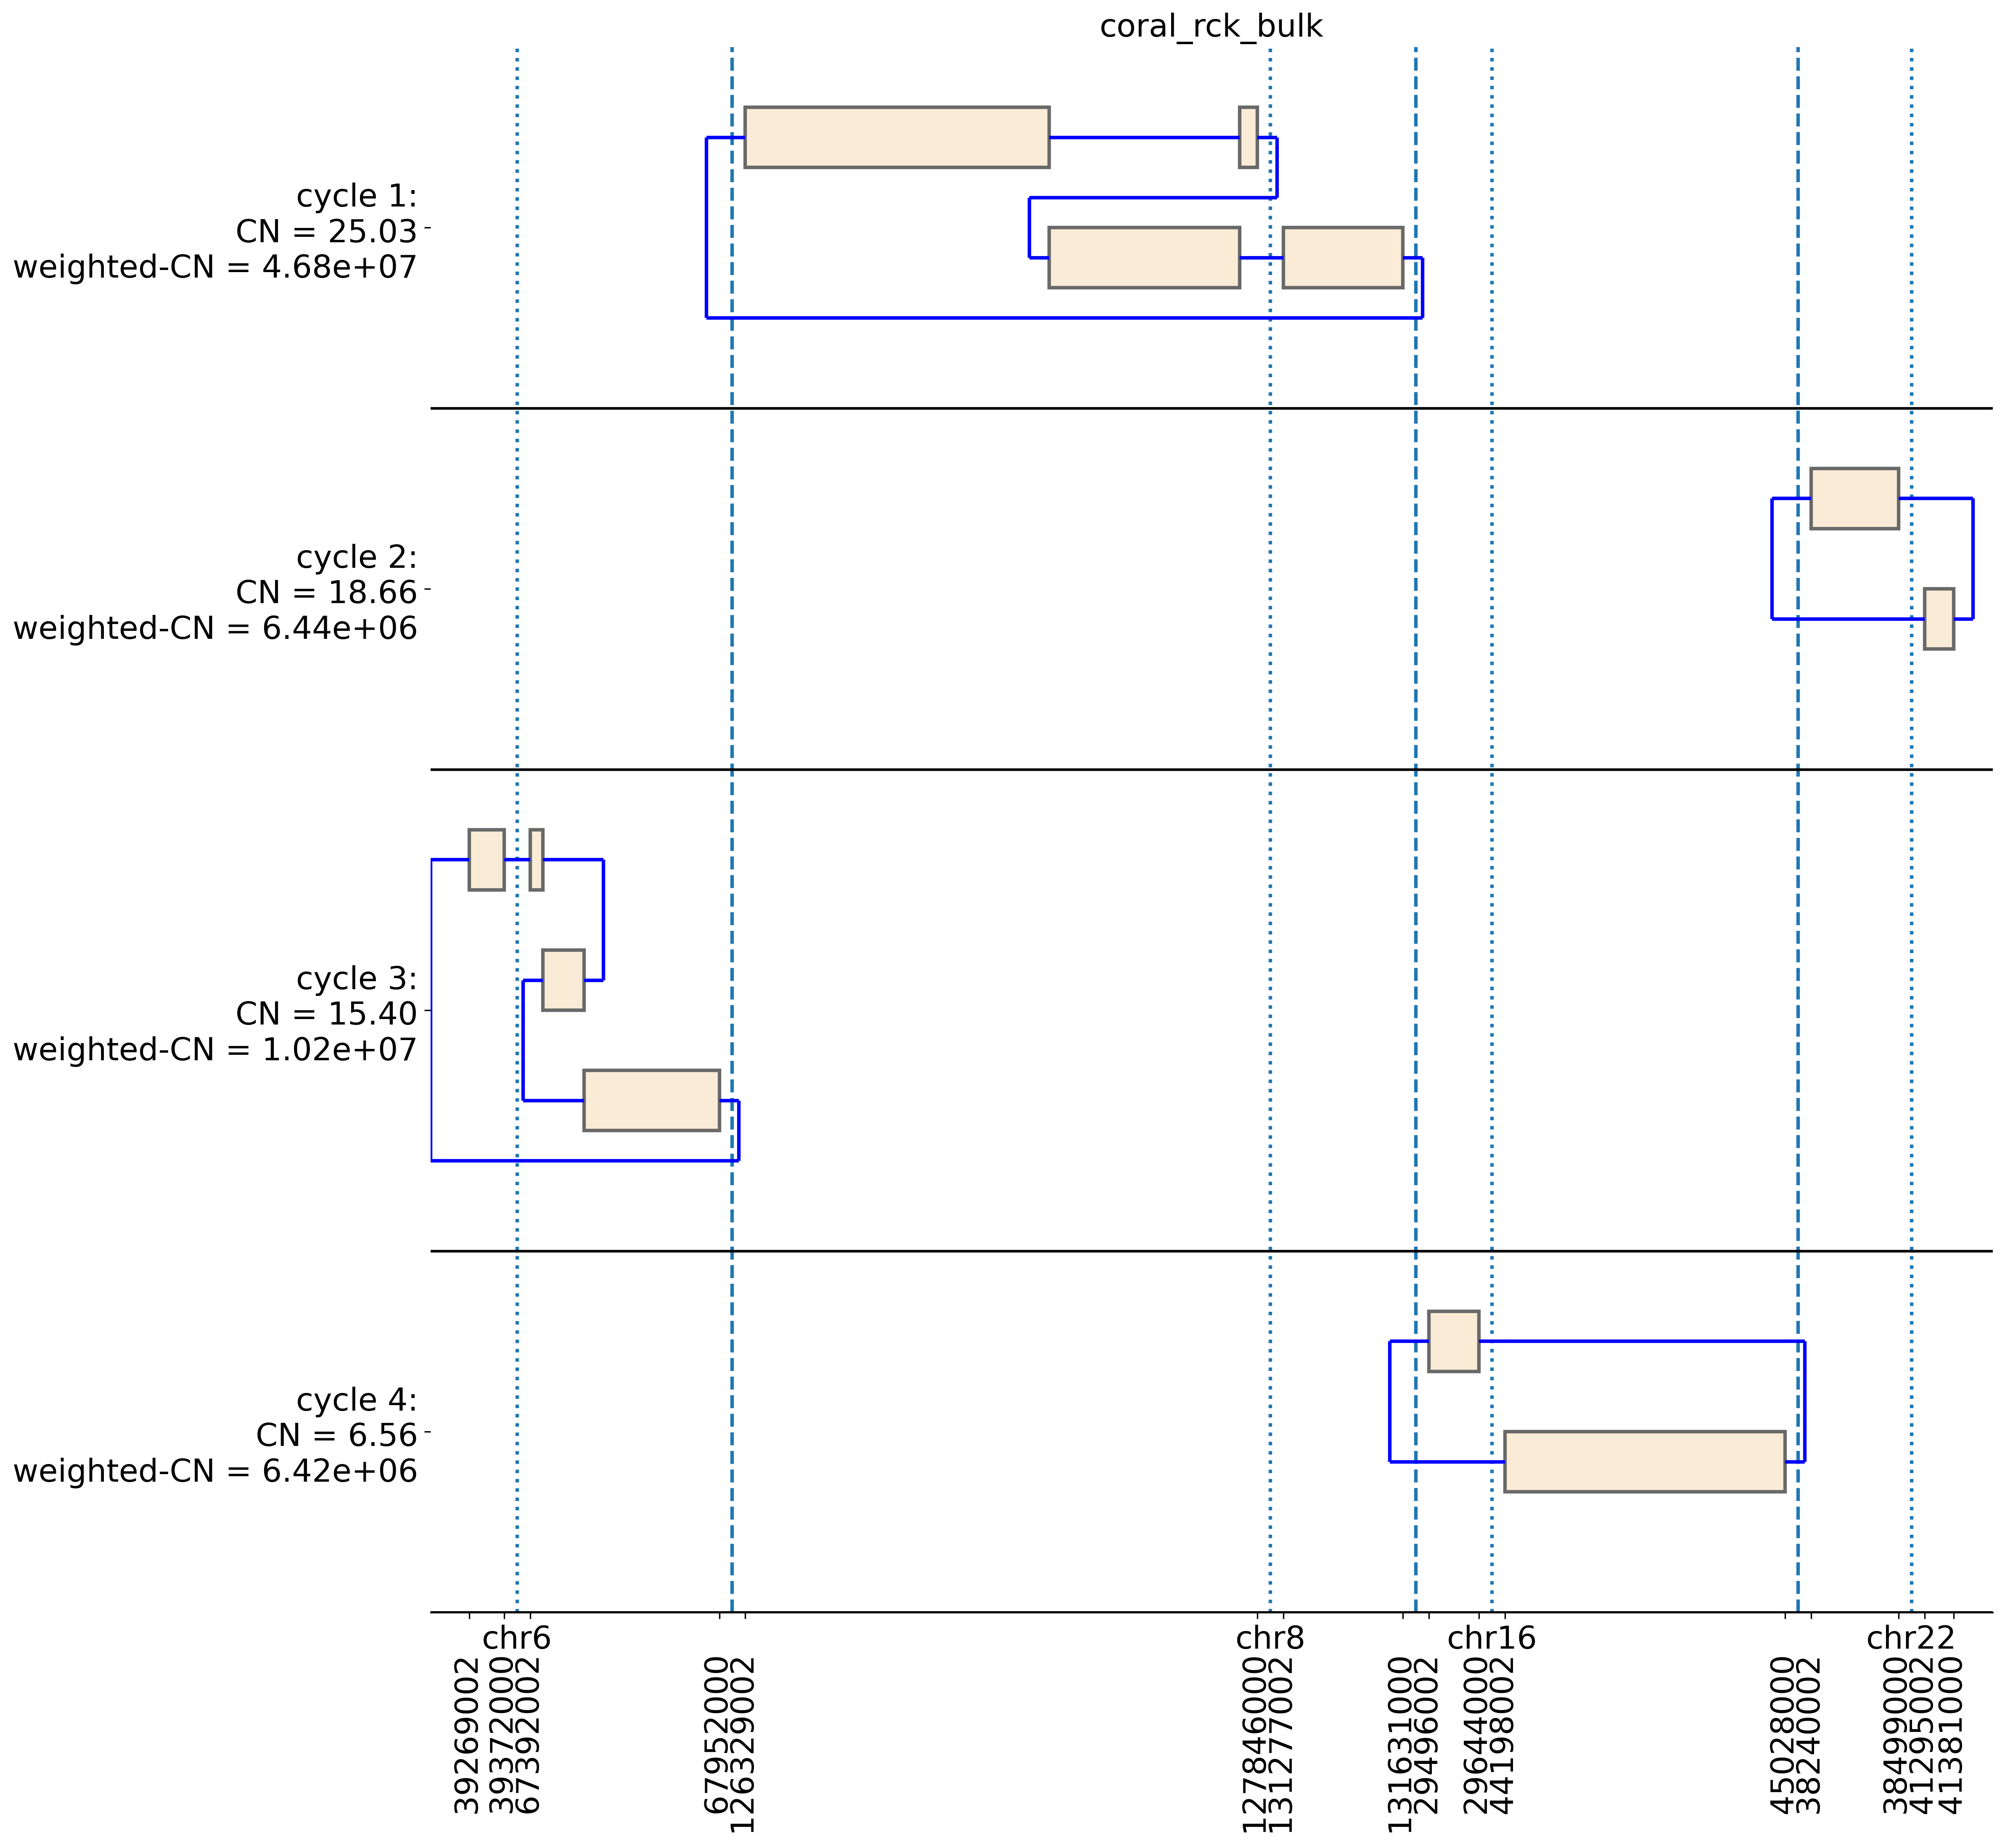 coral_rck_bulk
cycle 1:
CN = 25.03
weighted-CN = 4.68e+07
cycle 2:
CN = 18.66
weighted-CN = 6.44e+06
cycle 3:
CN = 15.40
weighted-CN = 1.02e+07
cycle 4:
CN = 6.56
weighted-CN = 6.42e+06
chr6
chr8
chr16
chr22
39269002
39372000
67392002
67952000
126329002
127846000
131277002
131631000
29496002
29644000
44198002
45028000
38240002
38499000
41295002
41381000